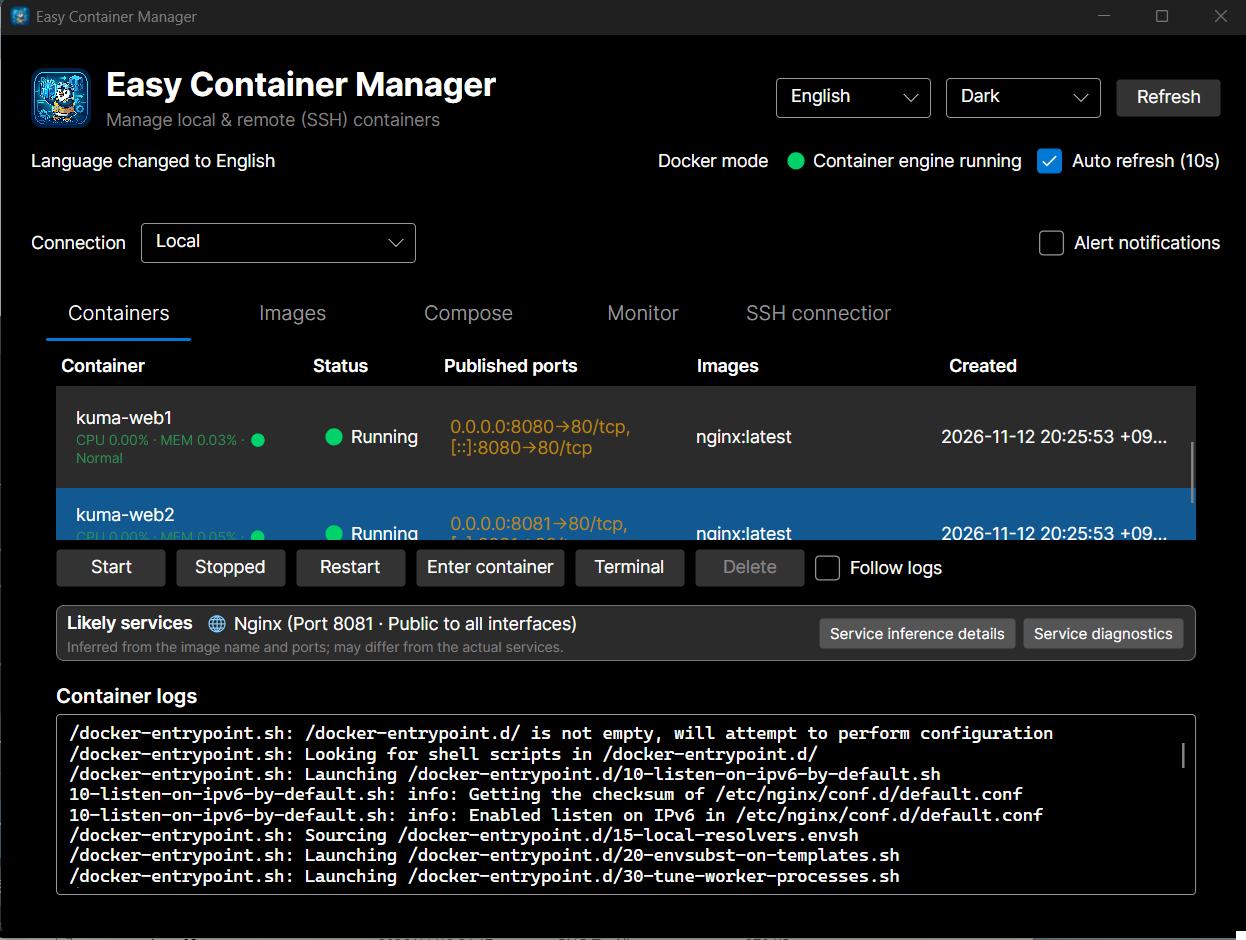 Easy Container Manager
Easy Container Manager
Manage local & remote (SSH) containers
English
Dark
Refresh
Language changed to English
Docker mode
Container engine running
Auto refresh (10s)
Connection
Local
Alert notifications
Containers
Images
Compose
Monitor
SSH connectior
Container
Status
Published ports
Images
Created
kuma-web1
CPU 0.00% · MEM 0.03% ·
Normal
Running
0.0.0.0:8080→80/tcp,
[::]:8080→80/tcp
nginx:latest
2026-11-12 20:25:53 +09...
kuma-web2
CPU 0.00% · MEM 0.05% ·
Running
0.0.0.0:8081→80/tcp,
nginx:latest
2026-11-12 20:25:53 +09...
Start
Stopped
Restart
Enter container
Terminal
Delete
Follow logs
Likely services
Nginx (Port 8081 · Public to all interfaces)
Inferred from the image name and ports; may differ from the actual services.
Service inference details
Service diagnostics
Container logs
/docker-entrypoint.sh: /docker-entrypoint.d/ is not empty, will attempt to perform configuration
/docker-entrypoint.sh: Looking for shell scripts in /docker-entrypoint.d/
/docker-entrypoint.sh: Launching /docker-entrypoint.d/10-listen-on-ipv6-by-default.sh
10-listen-on-ipv6-by-default.sh: info: Getting the checksum of /etc/nginx/conf.d/default.conf
10-listen-on-ipv6-by-default.sh: info: Enabled listen on IPv6 in /etc/nginx/conf.d/default.conf
/docker-entrypoint.sh: Sourcing /docker-entrypoint.d/15-local-resolvers.envsh
/docker-entrypoint.sh: Launching /docker-entrypoint.d/20-envsubst-on-templates.sh
/docker-entrypoint.sh: Launching /docker-entrypoint.d/30-tune-worker-processes.sh